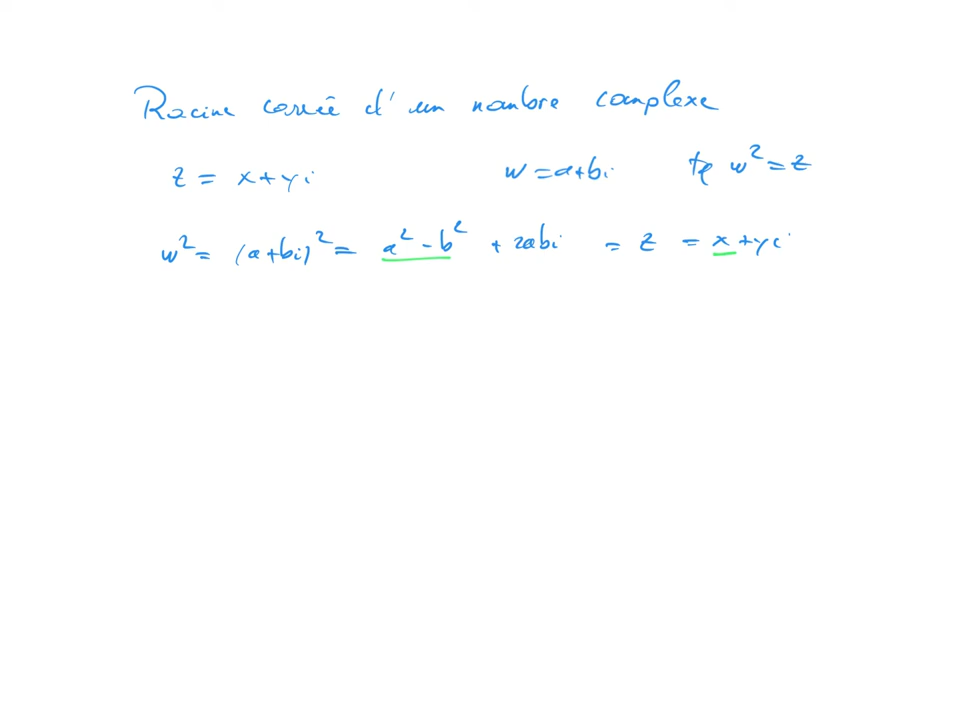 Racine carrée d'un nombre complexe
z = x+yi w = a+bi tq w² = z
w² = (a+bi)² = a² - b² + 2abi = z = x+yi